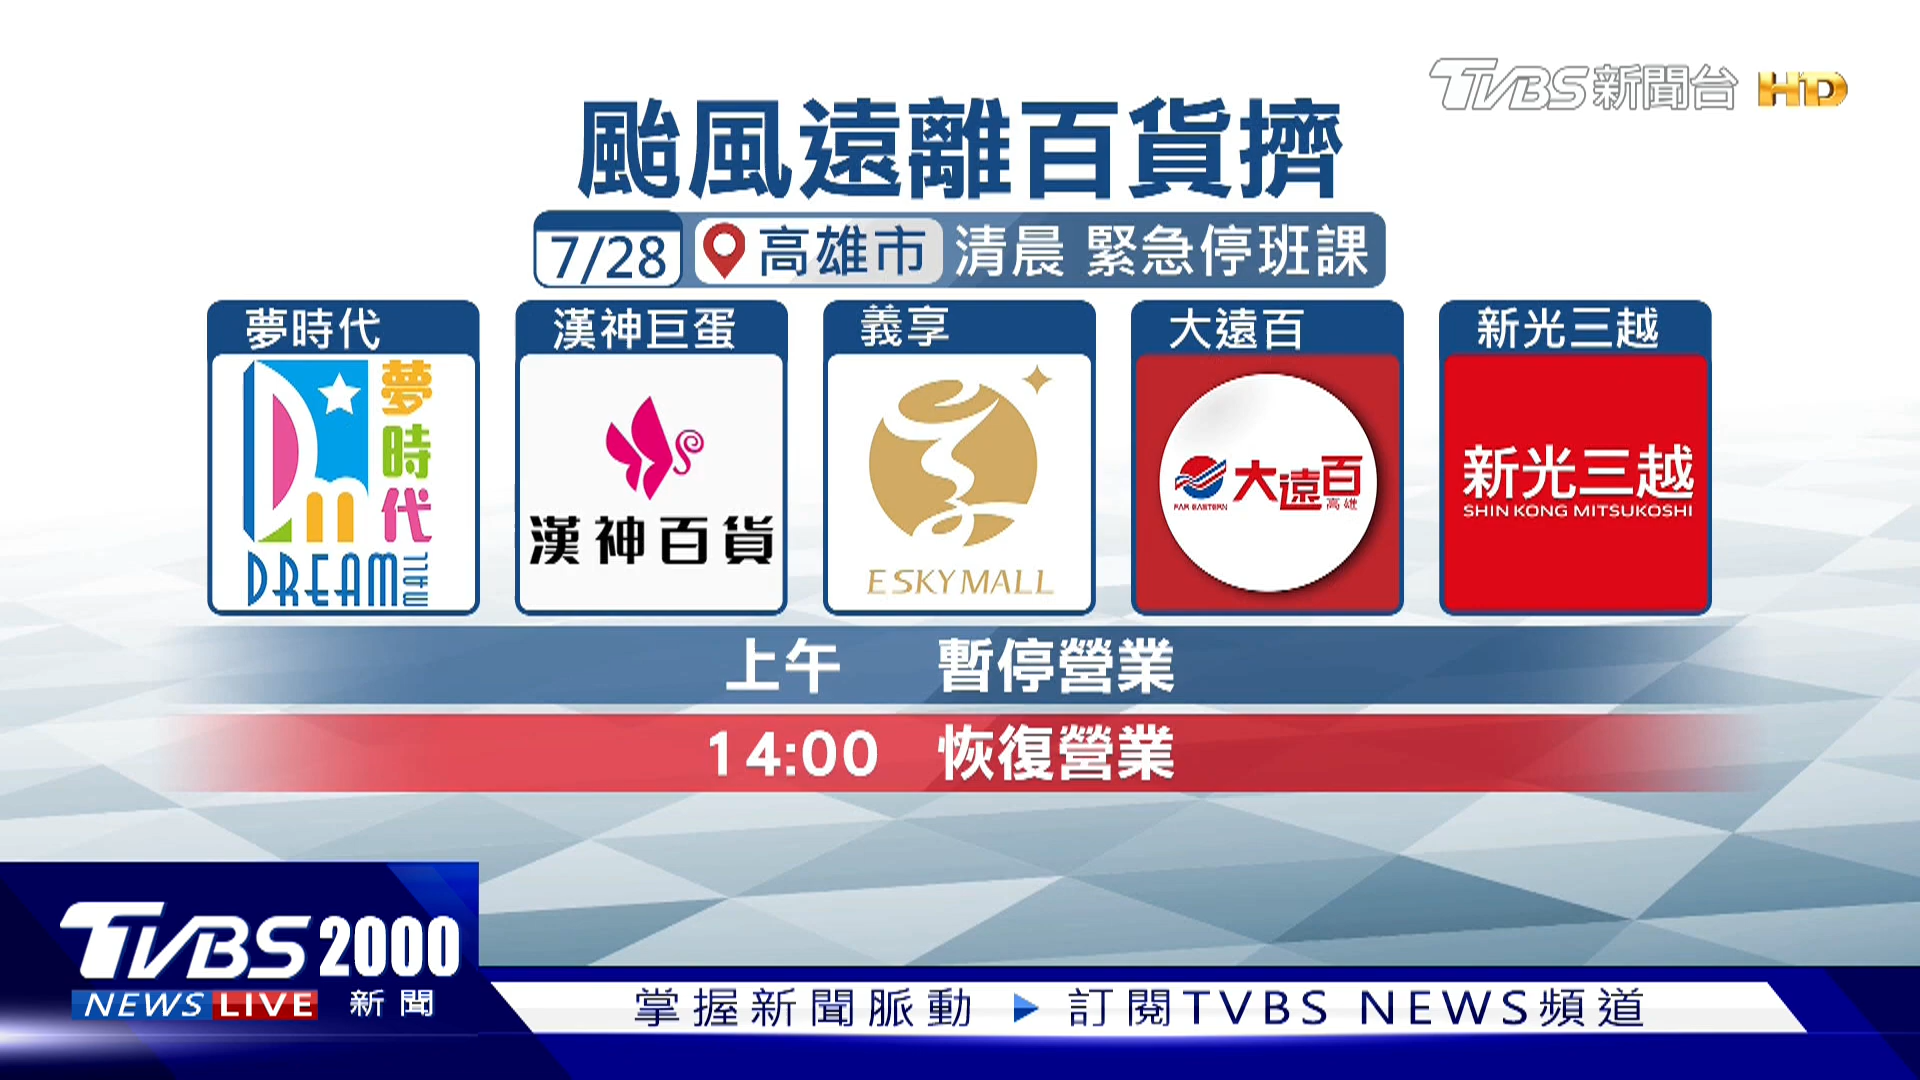 TVBS新聞台 HD
颱風遠離百貨擠
7/28 高雄市 清晨 緊急停班課
夢時代 漢神巨蛋 義享 大遠百 新光三越
夢時代
DREAM MALL
漢神百貨
E SKY MALL
大遠百
FAR EASTERN 高雄
新光三越
SHIN KONG MITSUKOSHI
上午 暫停營業
14:00 恢復營業
TVBS 2000
NEWS LIVE 新聞
掌握新聞脈動 ▶ 訂閱TVBS NEWS頻道